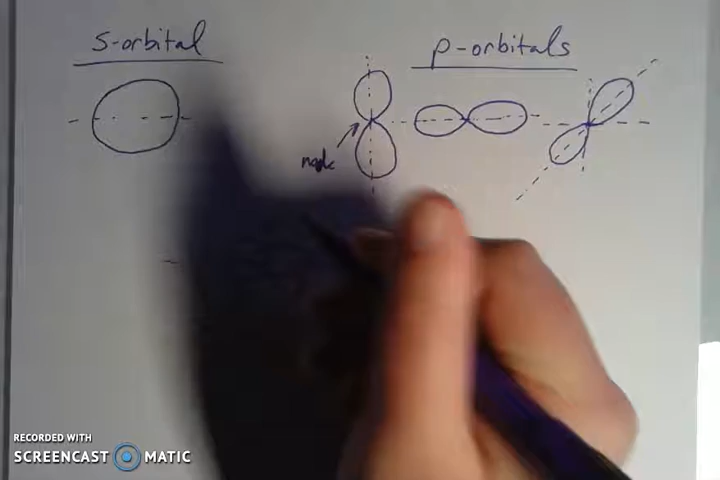 s-orbital
p-orbitals
node
RECORDED WITH
SCREENCAST MATIC